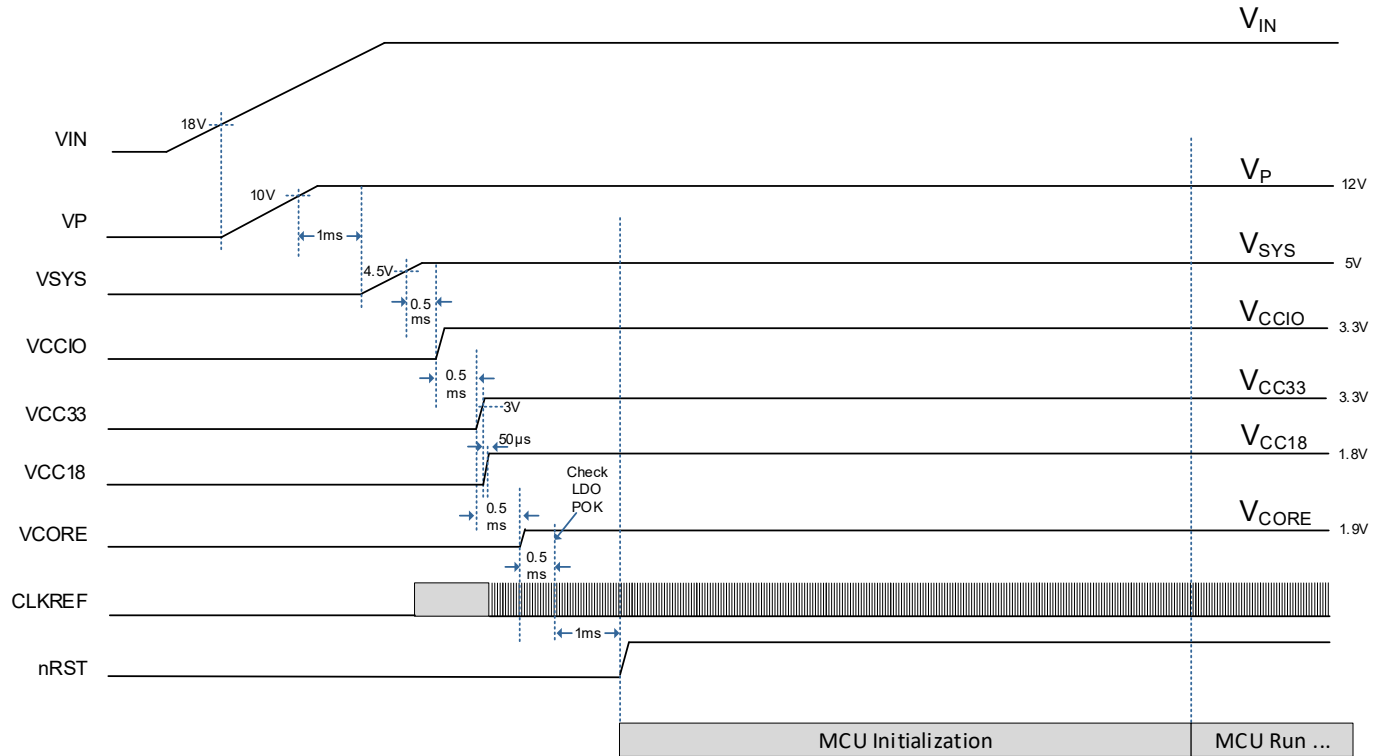 VIN
18V
VIN
VP
12V
10V
VP
1ms
VSYS
5V
4.5V
VSYS
0.5
ms
VCCIO
3.3V
VCCIO
0.5
ms
VCC33
3.3V
3V
VCC33
VCC18
1.8V
50µs
VCC18
Check
LDO
POK
0.5
ms
VCORE
1.9V
VCORE
0.5
ms
CLKREF
1ms
nRST
MCU Initialization
MCU Run ...